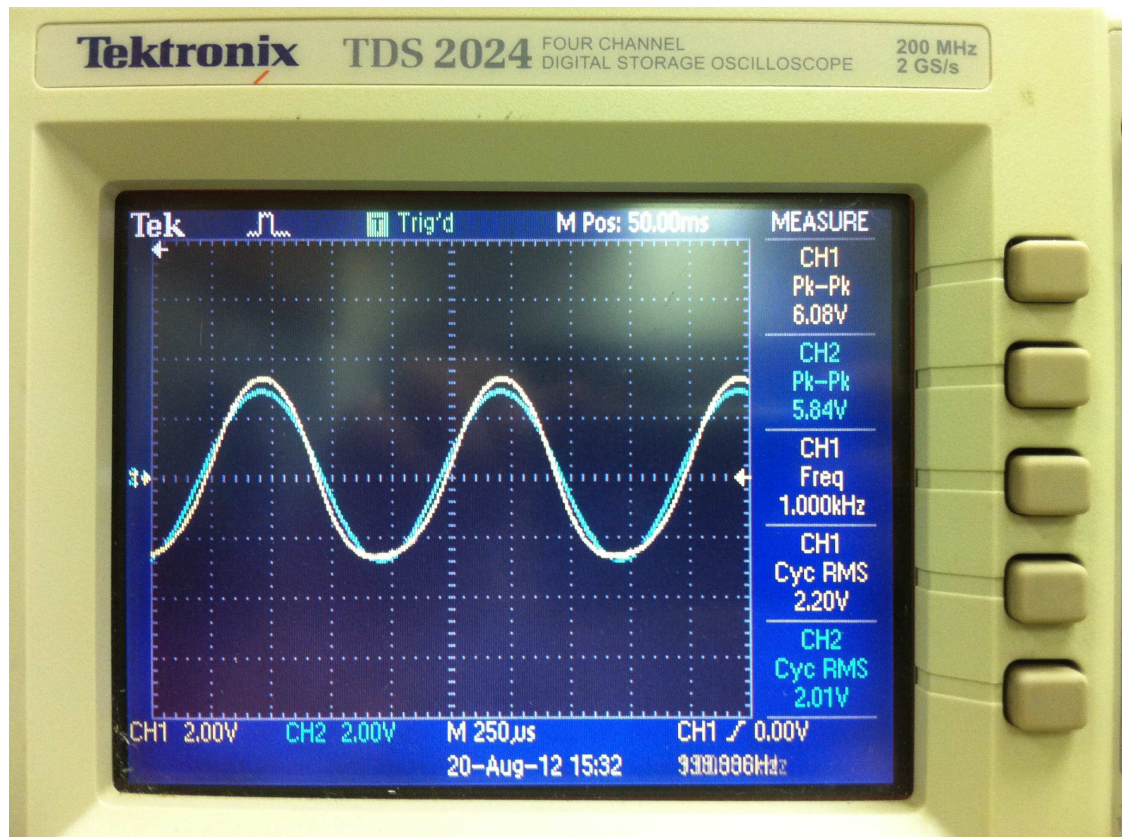 Tektronix TDS 2024 FOUR CHANNEL
DIGITAL STORAGE OSCILLOSCOPE
200 MHz
2 GS/s
Tek Trig'd M Pos: 50.00ms MEASURE
CH1
Pk-Pk
6.08V
CH2
Pk-Pk
5.84V
CH1
Freq
1.000kHz
CH1
Cyc RMS
2.20V
CH2
Cyc RMS
2.01V
CH1 2.00V CH2 2.00V M 250µs CH1 0.00V
20-Aug-12 15:32